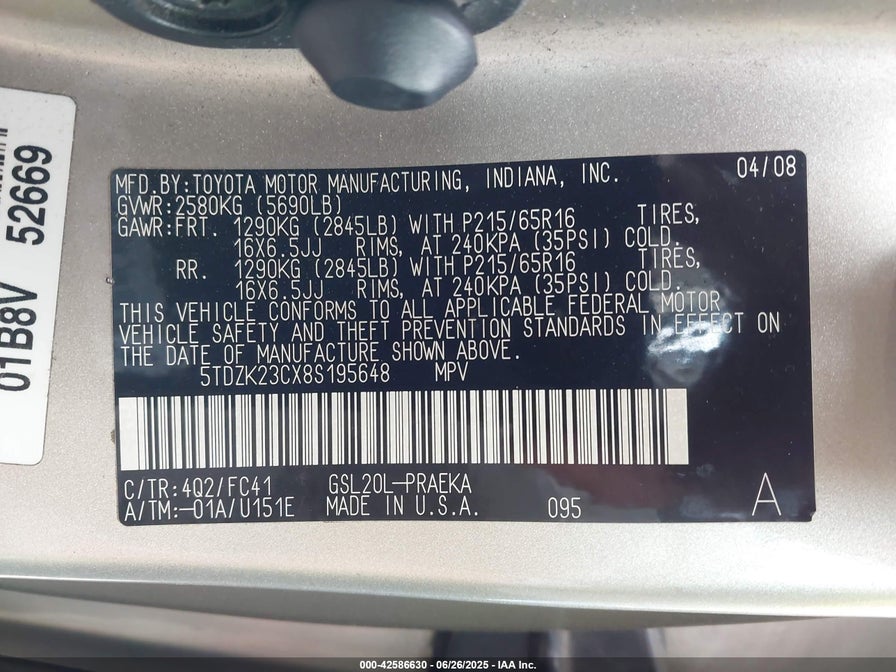 MFD.BY:TOYOTA MOTOR MANUFACTURING, INDIANA, INC. 04/08
GVWR:2580KG (5690LB)
GAWR:FRT. 1290KG (2845LB) WITH P215/65R16 TIRES,
16X6.5JJ RIMS, AT 240KPA (35PSI) COLD.
RR. 1290KG (2845LB) WITH P215/65R16 TIRES,
16X6.5JJ RIMS, AT 240KPA (35PSI) COLD.
THIS VEHICLE CONFORMS TO ALL APPLICABLE FEDERAL MOTOR
VEHICLE SAFETY AND THEFT PREVENTION STANDARDS IN EFFECT ON
THE DATE OF MANUFACTURE SHOWN ABOVE.
5TDZK23CX8S195648 MPV
C/TR:4Q2/FC41 GSL20L-PRAEKA
A/TM:-01A/U151E MADE IN U.S.A. 095 A
01B8V 52669
000-42586630 - 06/26/2025 - IAA Inc.